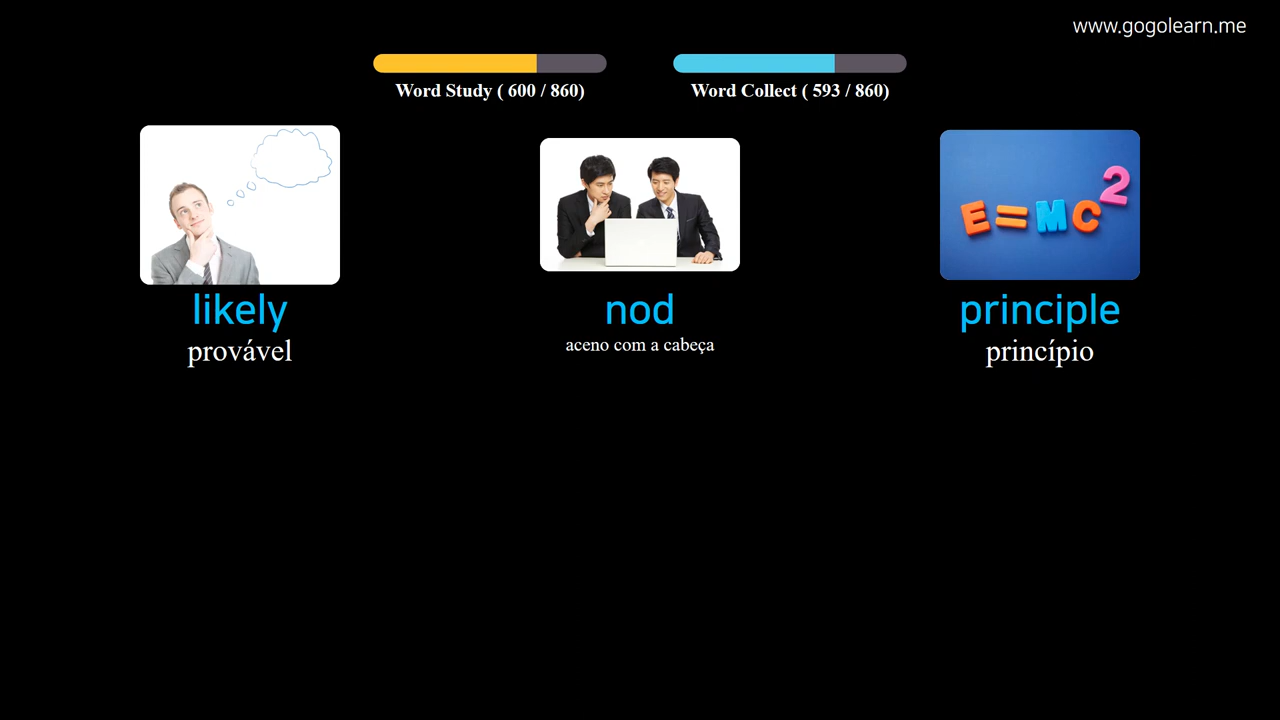 www.gogolearn.me
Word Study ( 600 / 860)
Word Collect ( 593 / 860)
E=MC2
likely
provável
nod
aceno com a cabeça
principle
princípio